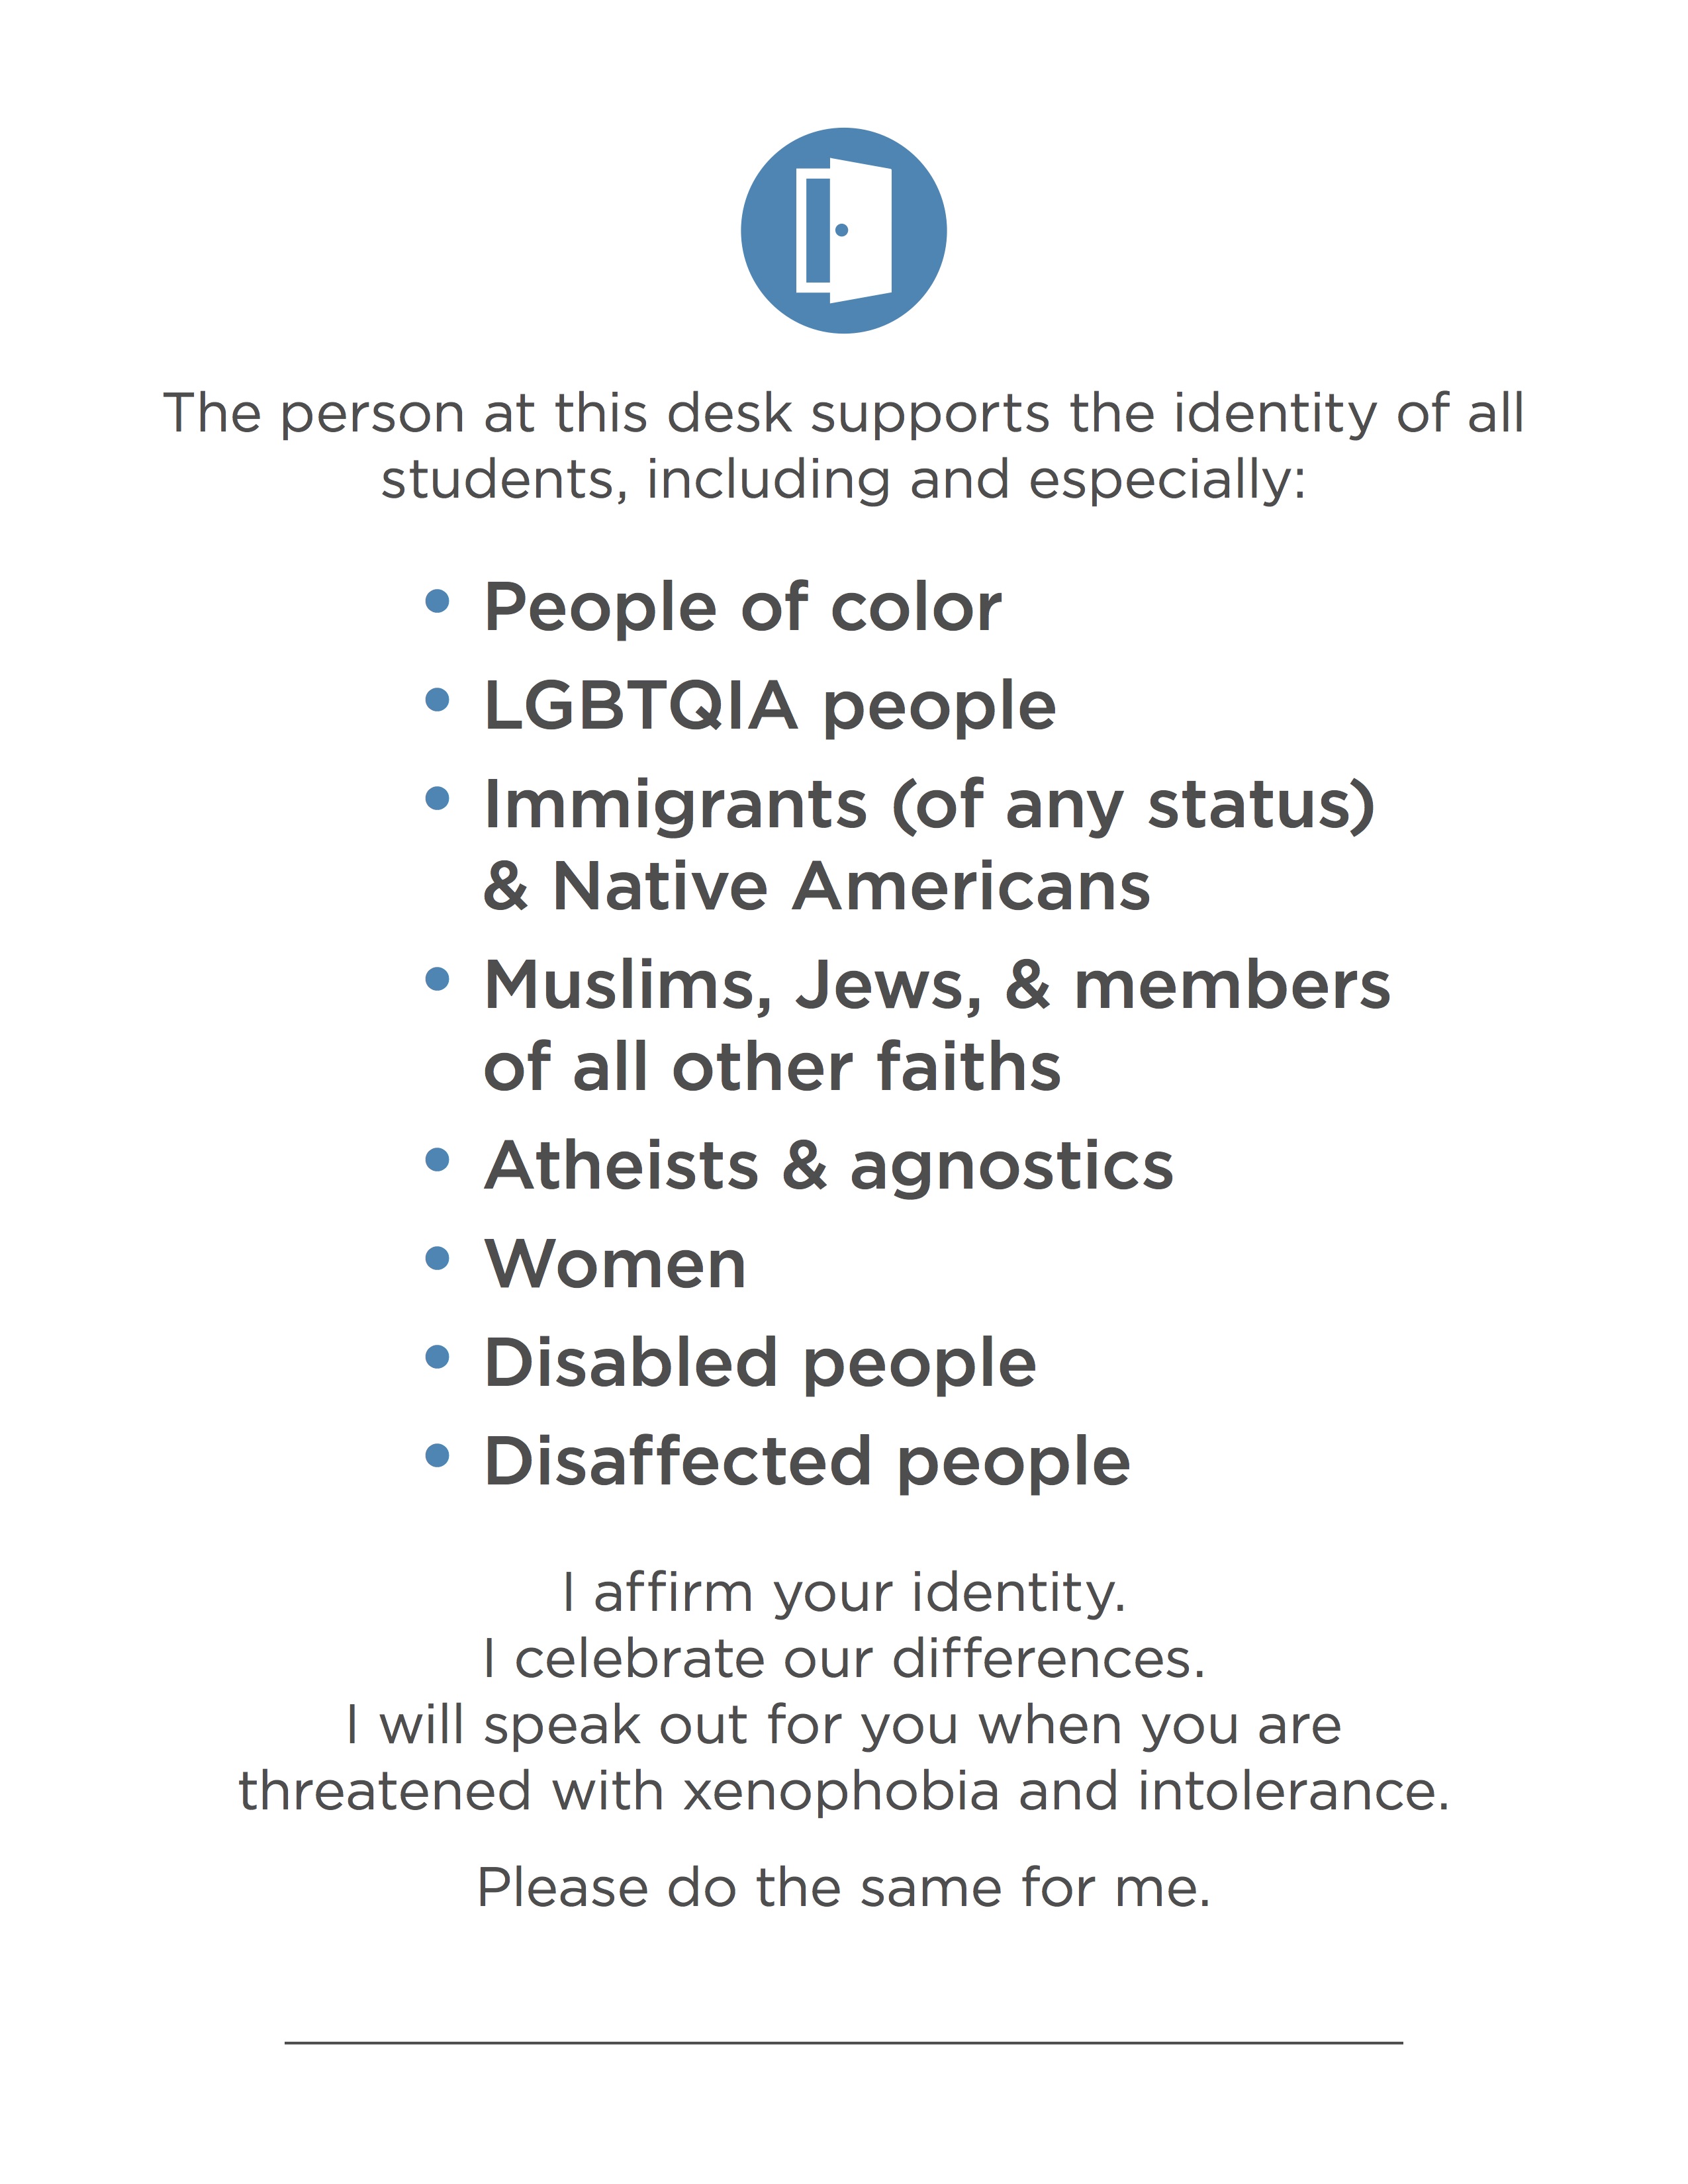 The person at this desk supports the identity of all
students, including and especially:
• People of color
• LGBTQIA people
• Immigrants (of any status)
& Native Americans
• Muslims, Jews, & members
of all other faiths
• Atheists & agnostics
• Women
• Disabled people
• Disaffected people
I affirm your identity.
I celebrate our differences.
I will speak out for you when you are
threatened with xenophobia and intolerance.
Please do the same for me.